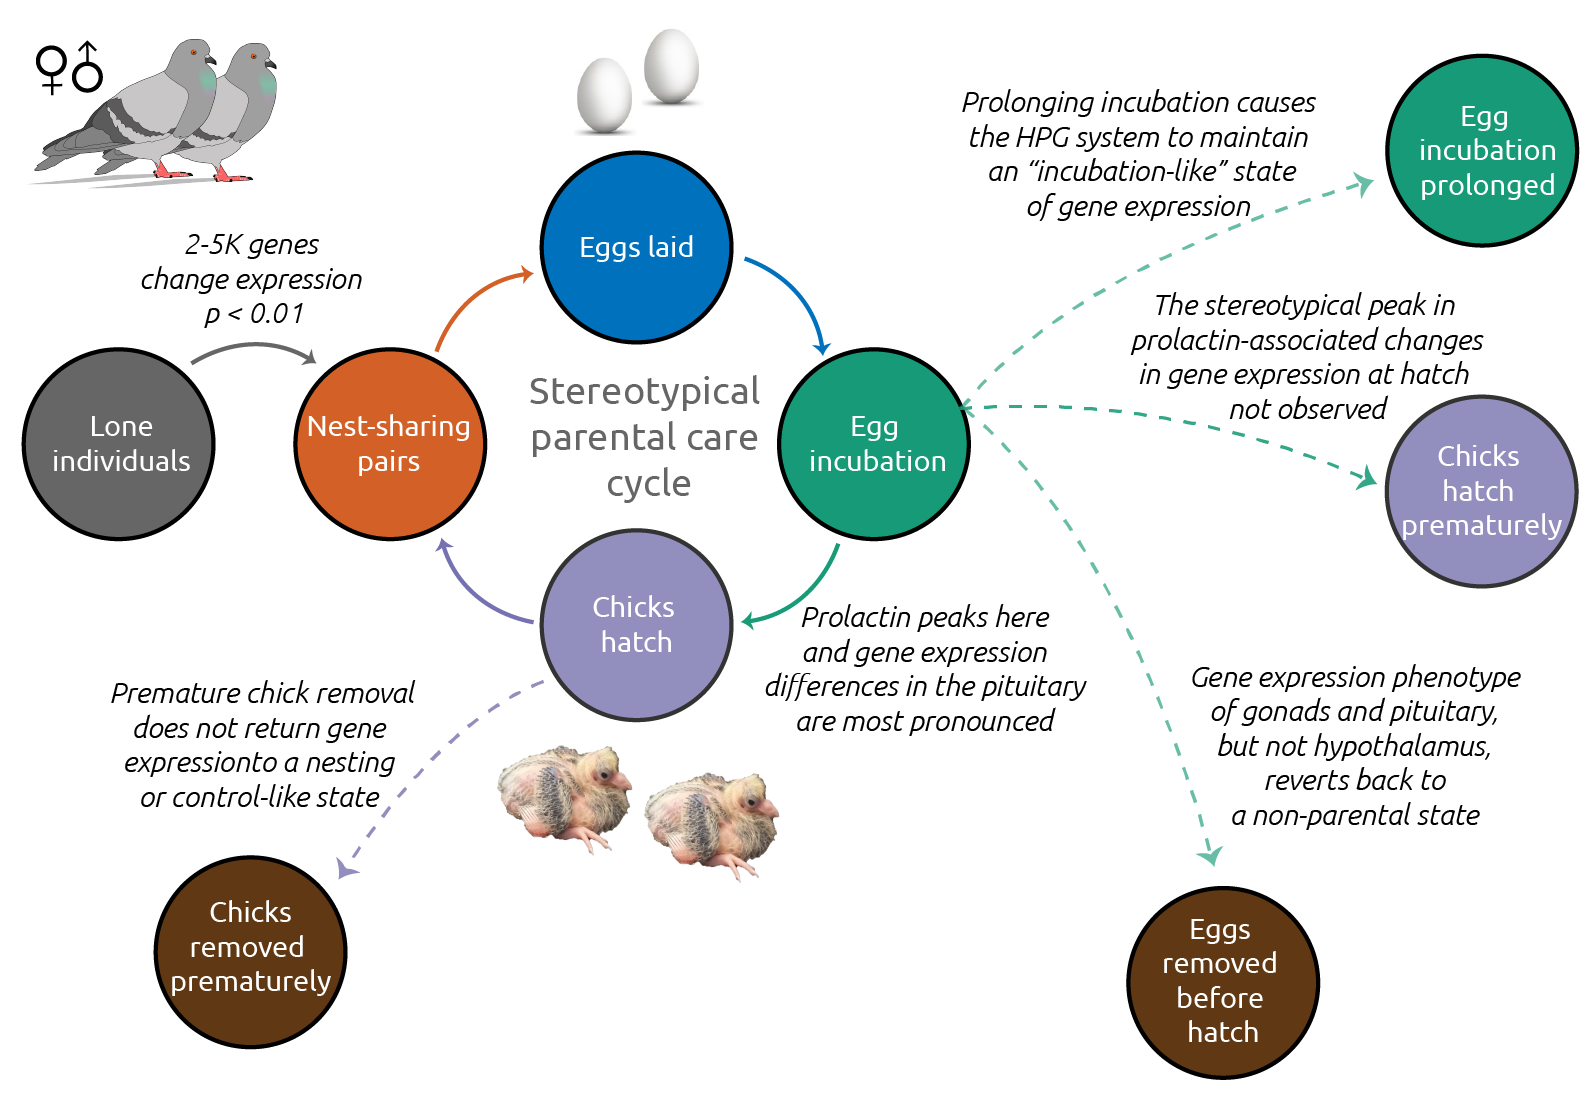 2-5K genes
change expression
p < 0.01
Lone
individuals
Nest-sharing
pairs
Eggs laid
Stereotypical
parental care
cycle
Egg
incubation
Chicks
hatch
Prolonging incubation causes
the HPG system to maintain
an “incubation-like” state
of gene expression
Egg
incubation
prolonged
The stereotypical peak in
prolactin-associated changes
in gene expression at hatch
not observed
Chicks
hatch
prematurely
Prolactin peaks here
and gene expression
differences in the pituitary
are most pronounced
Gene expression phenotype
of gonads and pituitary,
but not hypothalamus,
reverts back to
a non-parental state
Eggs
removed
before
hatch
Premature chick removal
does not return gene
expressionto a nesting
or control-like state
Chicks
removed
prematurely